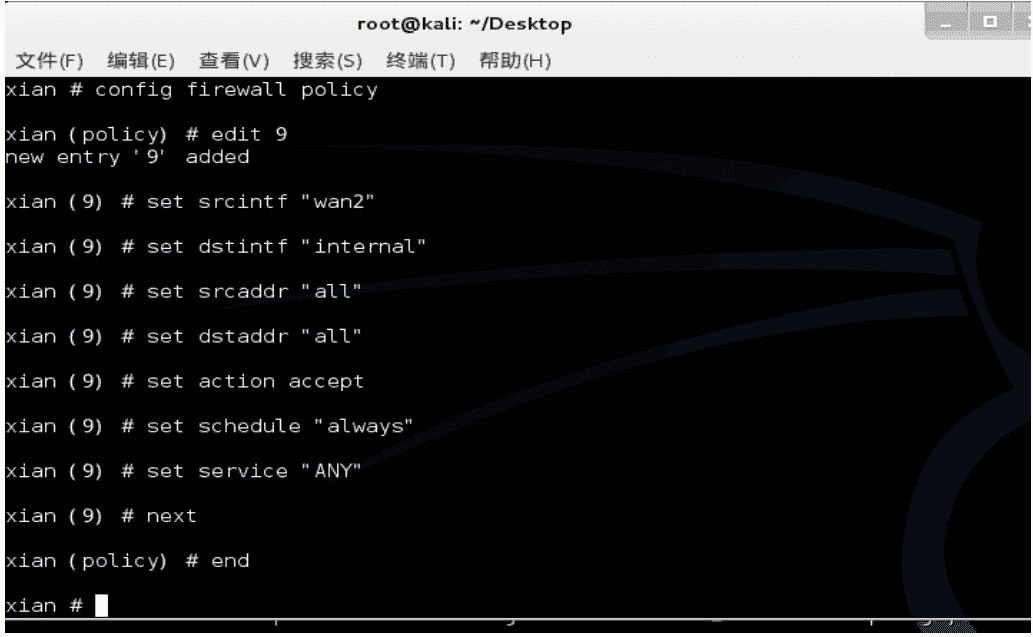 root@kali: ~/Desktop
文件(F) 编辑(E) 查看(V) 搜索(S) 终端(T) 帮助(H)
xian # config firewall policy
xian (policy) # edit 9
new entry '9' added
xian (9) # set srcintf "wan2"
xian (9) # set dstintf "internal"
xian (9) # set srcaddr "all"
xian (9) # set dstaddr "all"
xian (9) # set action accept
xian (9) # set schedule "always"
xian (9) # set service "ANY"
xian (9) # next
xian (policy) # end
xian #